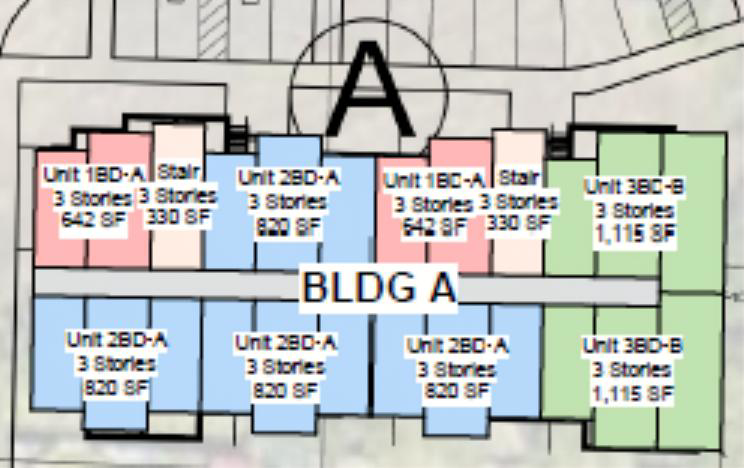 A
Unit 1BD-A
3 Stories
642 SF
Stair
3 Stories
330 SF
Unit 2BD-A
3 Stories
820 SF
Unit 1BD-A
3 Stories
642 SF
Stair
3 Stories
330 SF
Unit 3BD-B
3 Stories
1,115 SF
BLDG A
Unit 2BD-A
3 Stories
820 SF
Unit 2BD-A
3 Stories
820 SF
Unit 2BD-A
3 Stories
820 SF
Unit 3BD-B
3 Stories
1,115 SF